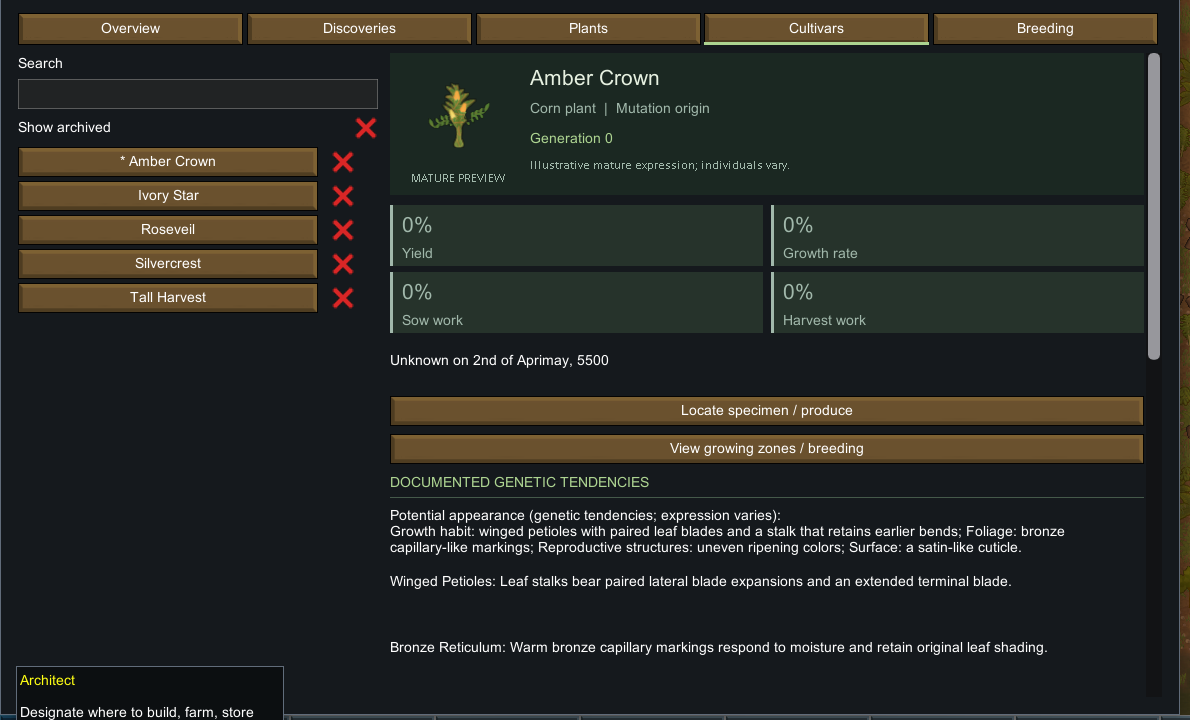 Overview
Discoveries
Plants
Cultivars
Breeding
Search
Show archived
* Amber Crown
Ivory Star
Roseveil
Silvercrest
Tall Harvest
MATURE PREVIEW
Amber Crown
Corn plant | Mutation origin
Generation 0
Illustrative mature expression; individuals vary.
0%
Yield
0%
Growth rate
0%
Sow work
0%
Harvest work
Unknown on 2nd of Aprimay, 5500
Locate specimen / produce
View growing zones / breeding
DOCUMENTED GENETIC TENDENCIES
Potential appearance (genetic tendencies; expression varies):
Growth habit: winged petioles with paired leaf blades and a stalk that retains earlier bends; Foliage: bronze
capillary-like markings; Reproductive structures: uneven ripening colors; Surface: a satin-like cuticle.
Winged Petioles: Leaf stalks bear paired lateral blade expansions and an extended terminal blade.
Bronze Reticulum: Warm bronze capillary markings respond to moisture and retain original leaf shading.
Architect
Designate where to build, farm, store